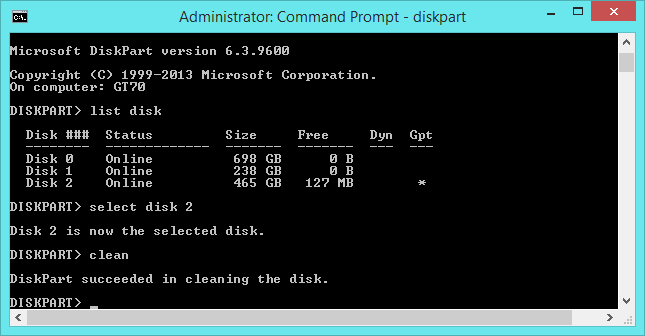 Administrator: Command Prompt - diskpart
Microsoft DiskPart version 6.3.9600
Copyright (C) 1999-2013 Microsoft Corporation.
On computer: GT70
DISKPART> list disk
  Disk ###  Status         Size     Free     Dyn  Gpt
  --------  -------------  -------  -------  ---  ---
  Disk 0    Online          698 GB      0 B
  Disk 1    Online          238 GB      0 B
  Disk 2    Online          465 GB   127 MB        *
DISKPART> select disk 2
Disk 2 is now the selected disk.
DISKPART> clean
DiskPart succeeded in cleaning the disk.
DISKPART> _